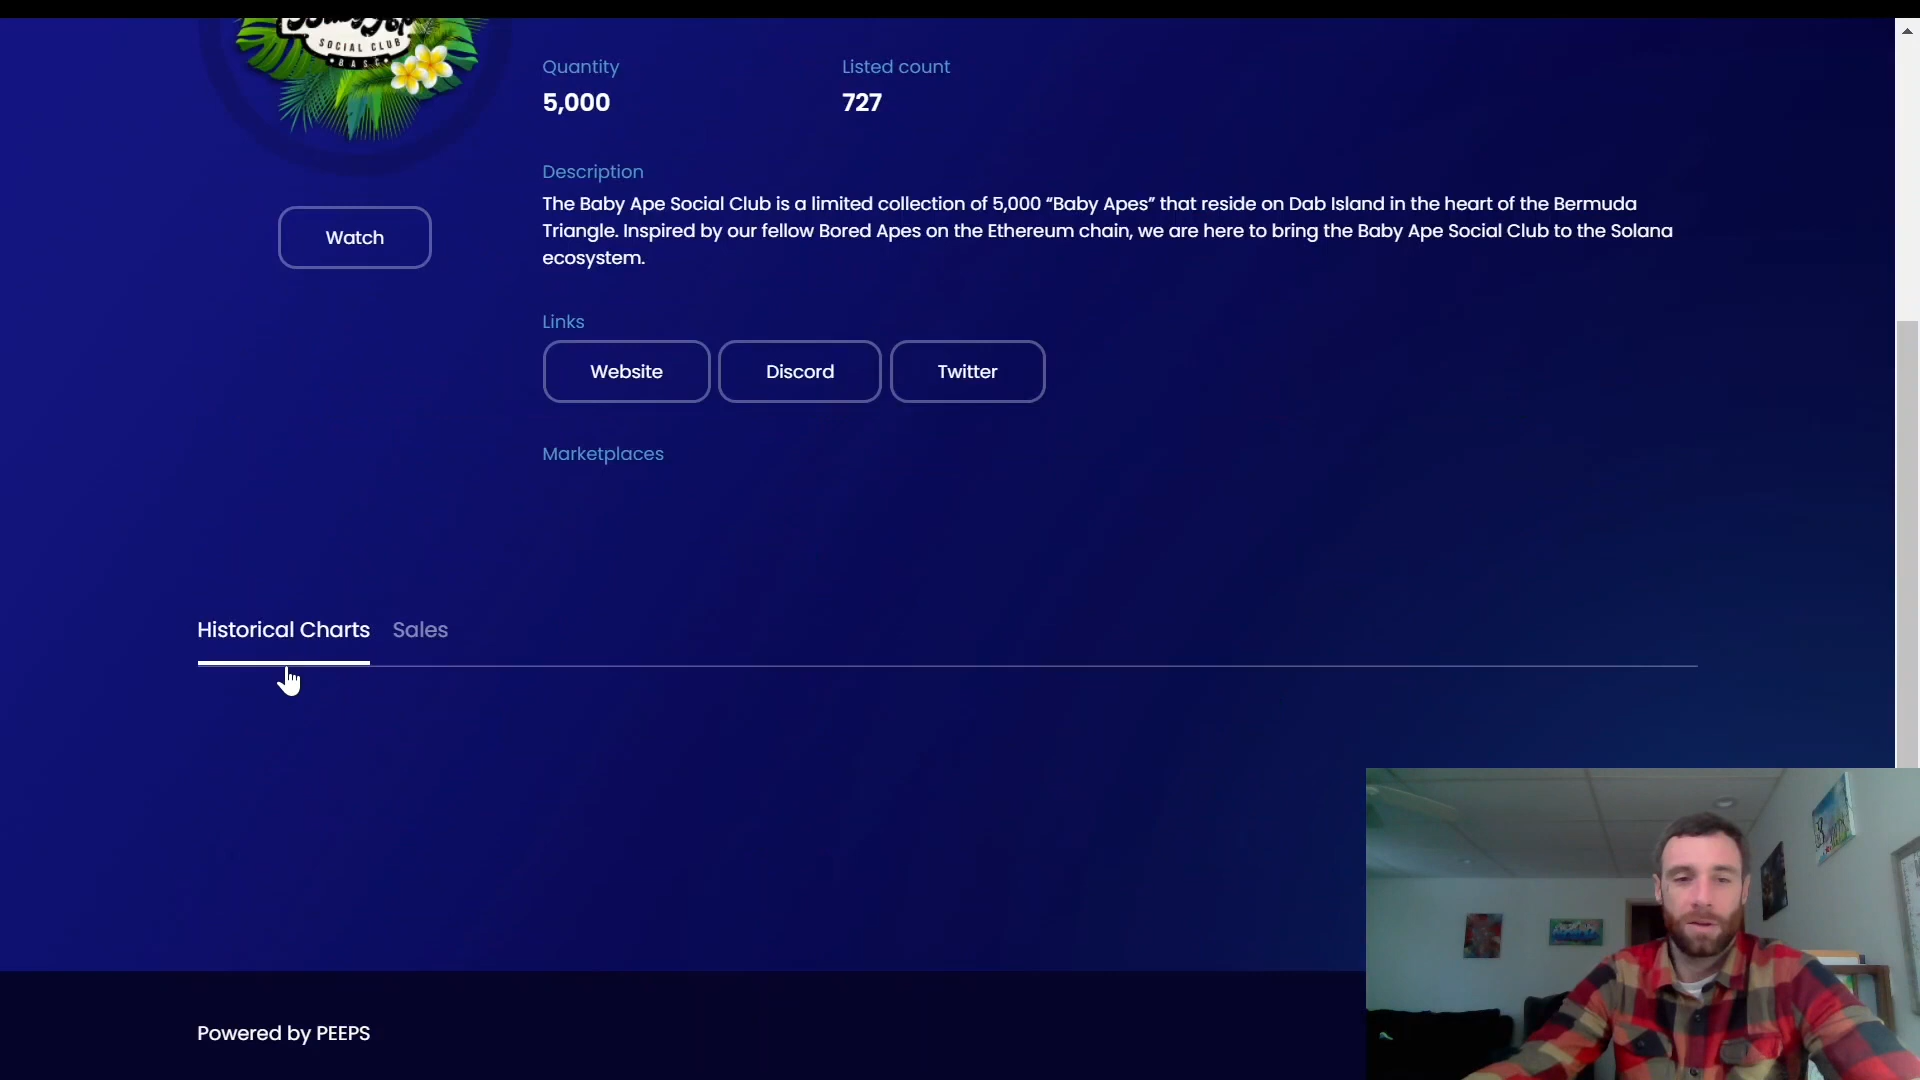 SOCIAL CLUB
BASC
Quantity
Listed count
5,000
727
Description
The Baby Ape Social Club is a limited collection of 5,000 “Baby Apes” that reside on Dab Island in the heart of the Bermuda
Triangle. Inspired by our fellow Bored Apes on the Ethereum chain, we are here to bring the Baby Ape Social Club to the Solana
ecosystem.
Watch
Links
Website
Discord
Twitter
Marketplaces
Historical Charts
Sales
Powered by PEEPS